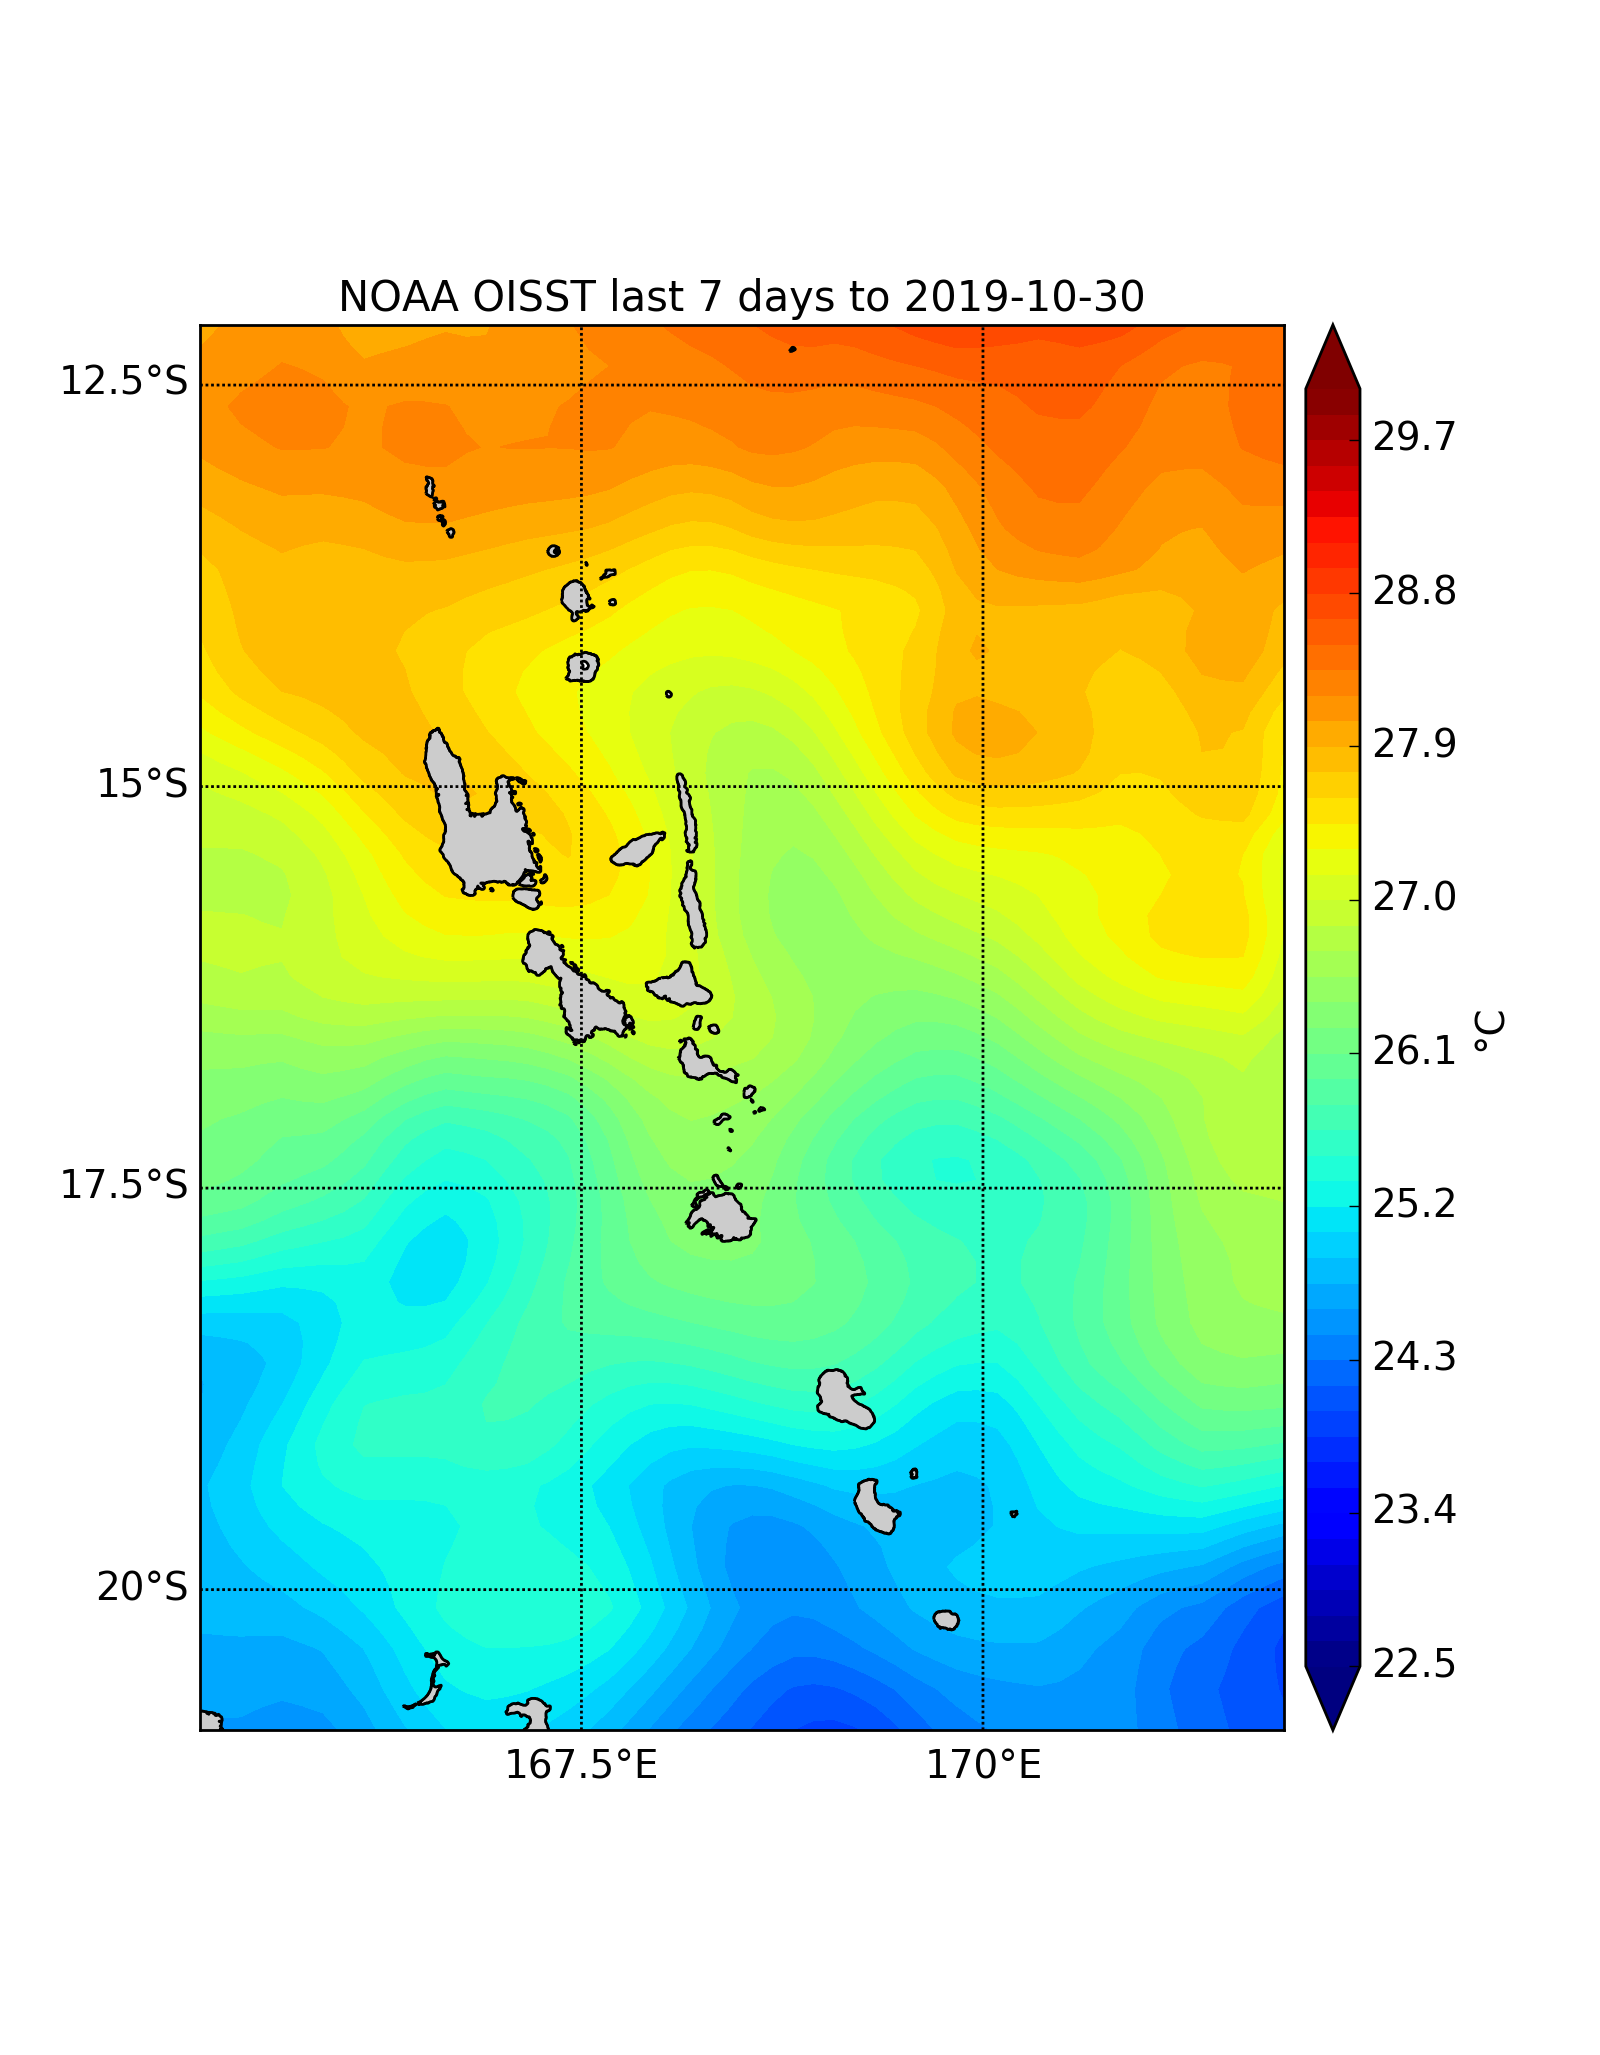 NOAA OISST last 7 days to 2019-10-30
12.5°S
15°S
17.5°S
20°S
167.5°E
170°E
29.7
28.8
27.9
27.0
26.1
25.2
24.3
23.4
22.5
°C